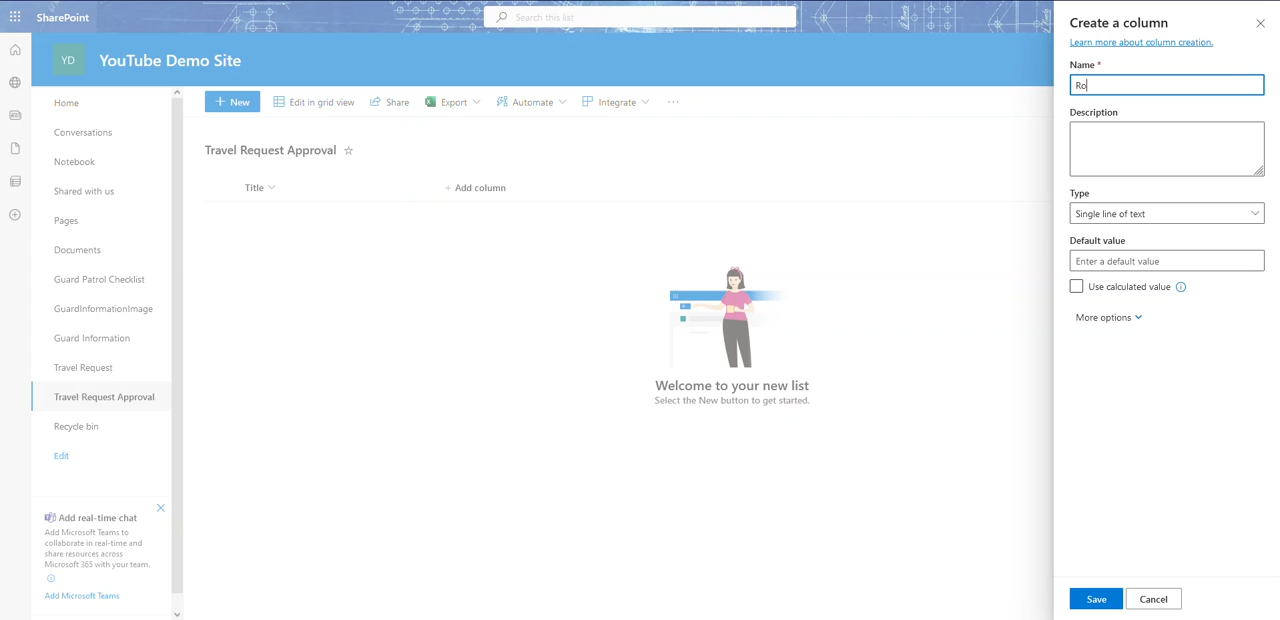 SharePoint
Search this list
YD
YouTube Demo Site
Home
Conversations
Notebook
Shared with us
Pages
Documents
Guard Patrol Checklist
GuardInformationImage
Guard Information
Travel Request
Travel Request Approval
Recycle bin
Edit
Add real-time chat
Add Microsoft Teams to
collaborate in real-time and
share resources across
Microsoft 365 with your team.
Add Microsoft Teams
+ New
Edit in grid view
Share
Export
Automate
Integrate
...
Travel Request Approval
Title
+ Add column
Welcome to your new list
Select the New button to get started.
Create a column
Learn more about column creation.
Name *
Ro
Description
Type
Single line of text
Default value
Enter a default value
Use calculated value
More options
Save
Cancel